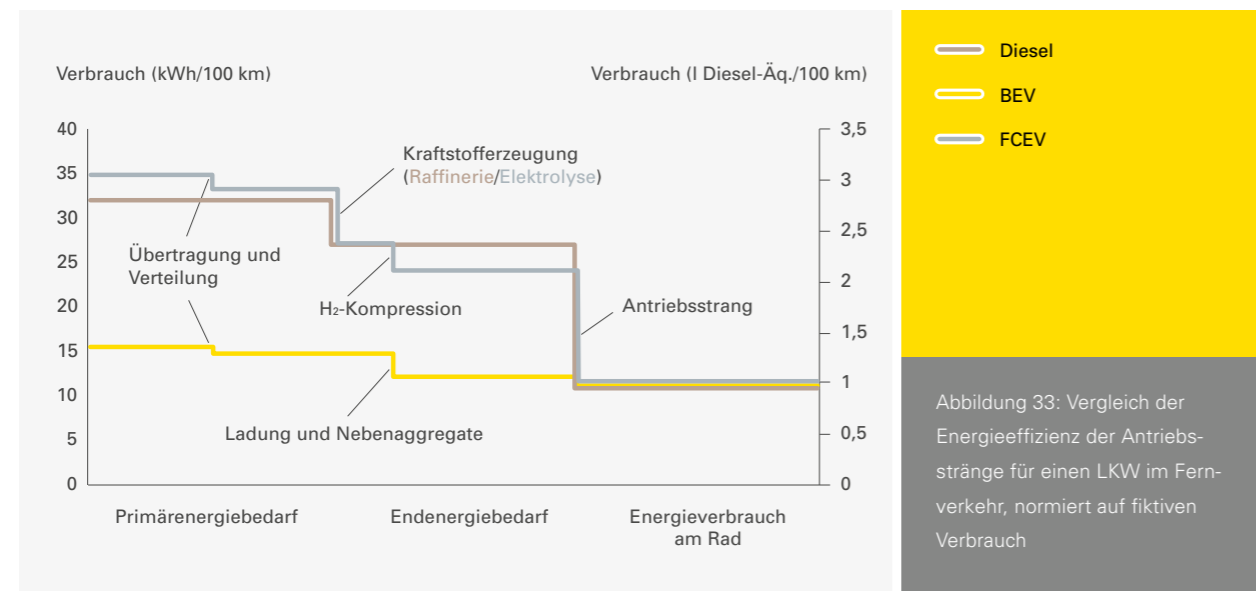 Verbrauch (kWh/100 km)
Verbrauch (l Diesel-Äq./100 km)
40
35
30
25
20
15
10
5
0
3,5
3
2,5
2
1,5
1
0,5
0
Kraftstofferzeugung
(Raffinerie/Elektrolyse)
Übertragung und
Verteilung
H₂-Kompression
Antriebsstrang
Ladung und Nebenaggregate
Primärenergiebedarf
Endenergiebedarf
Energieverbrauch
am Rad
Diesel
BEV
FCEV
Abbildung 33: Vergleich der
Energieeffizienz der Antriebs-
stränge für einen LKW im Fern-
verkehr, normiert auf fiktiven
Verbrauch